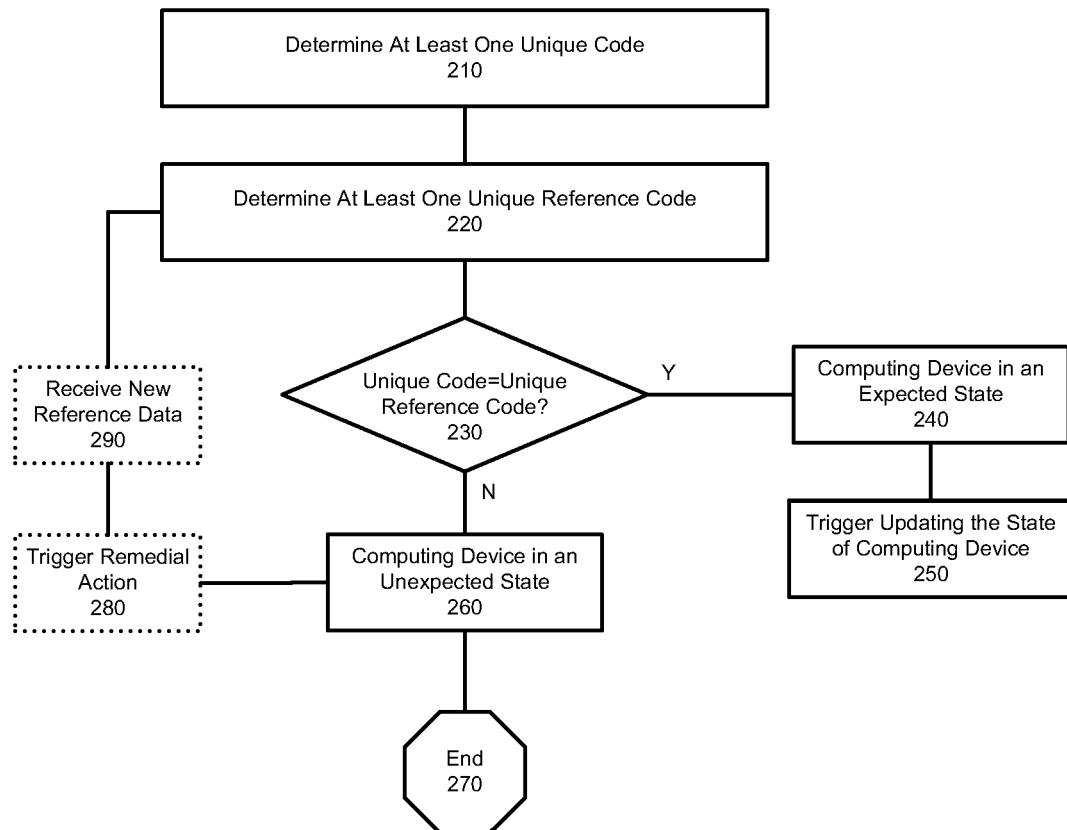 Determine At Least One Unique Code
210
Determine At Least One Unique Reference Code
220
Unique Code=Unique
Reference Code?
230
Y
N
Computing Device in an
Expected State
240
Trigger Updating the State
of Computing Device
250
Receive New
Reference Data
290
Trigger Remedial
Action
280
Computing Device in an
Unexpected State
260
End
270